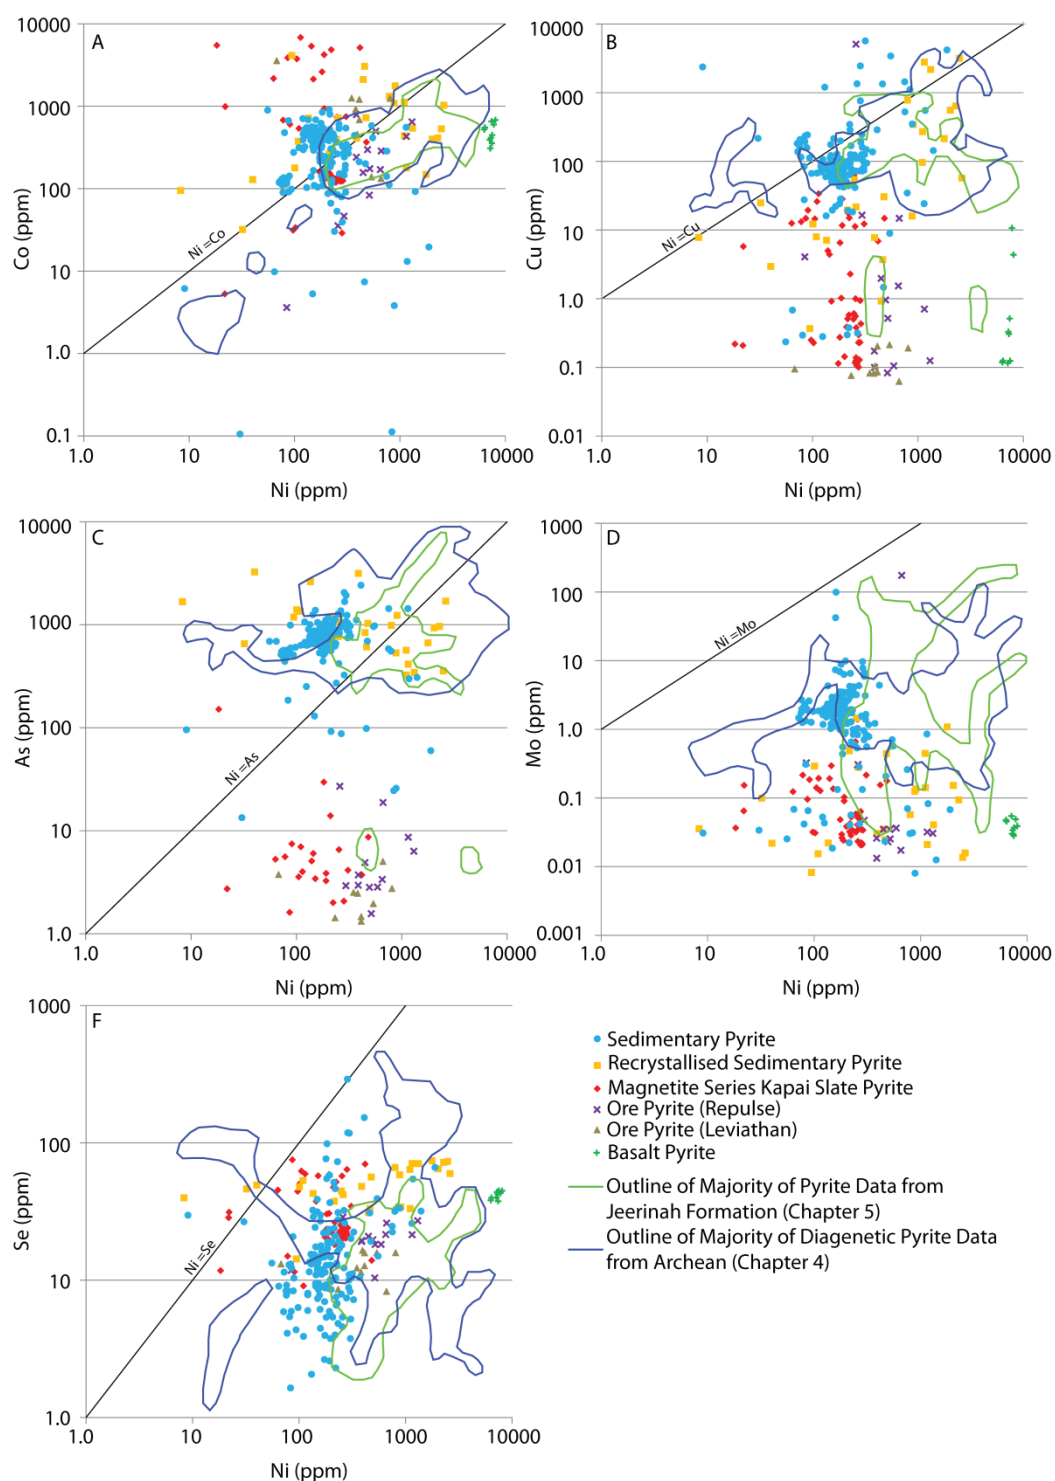 A
10000
1000
100
10
1.0
0.1
Co (ppm)
Ni =Co
1.0
10
100
1000
10000
Ni (ppm)
B
10000
1000
100
10
1.0
0.1
0.01
Cu (ppm)
Ni =Cu
1.0
10
100
1000
10000
Ni (ppm)
C
10000
1000
100
10
1.0
As (ppm)
Ni =As
1.0
10
100
1000
10000
Ni (ppm)
D
1000
100
10
1.0
0.1
0.01
0.001
Mo (ppm)
Ni =Mo
1.0
10
100
1000
10000
Ni (ppm)
F
1000
100
10
1.0
Se (ppm)
Ni =Se
1.0
10
100
1000
10000
Ni (ppm)
Sedimentary Pyrite
Recrystallised Sedimentary Pyrite
Magnetite Series Kapai Slate Pyrite
Ore Pyrite (Repulse)
Ore Pyrite (Leviathan)
Basalt Pyrite
Outline of Majority of Pyrite Data from
Jeerinah Formation (Chapter 5)
Outline of Majority of Diagenetic Pyrite Data
from Archean (Chapter 4)